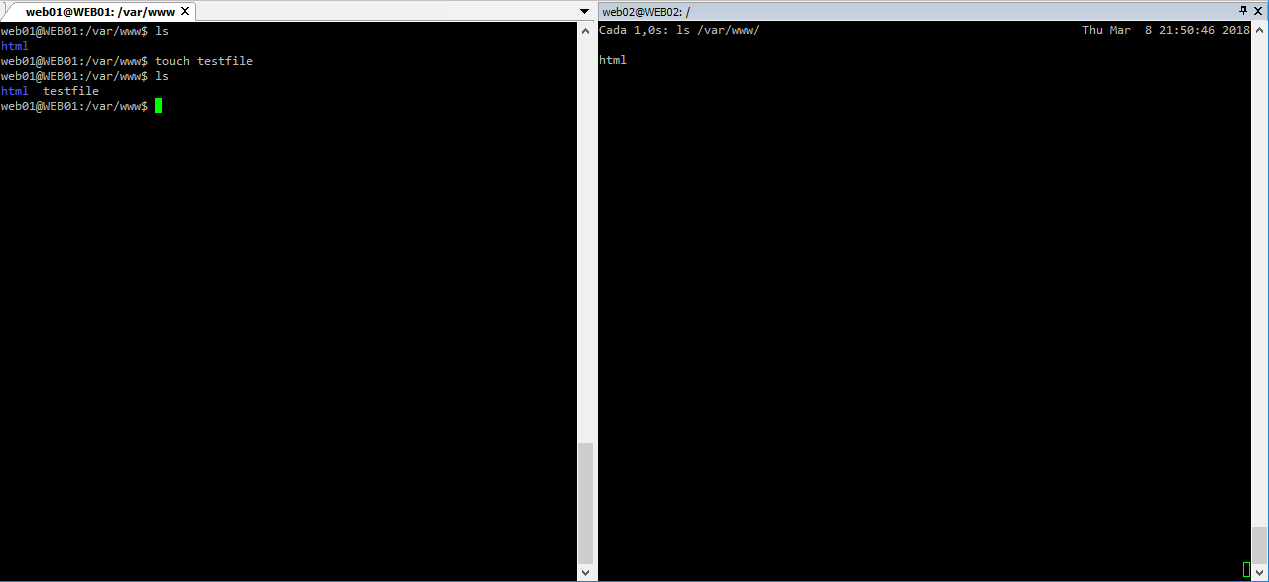 web01@WEB01: /var/www X
web01@WEB01:/var/www$ ls
html
web01@WEB01:/var/www$ touch testfile
web01@WEB01:/var/www$ ls
html  testfile
web01@WEB01:/var/www$
web02@WEB02: /
Cada 1,0s: ls /var/www/ Thu Mar  8 21:50:46 2018
html